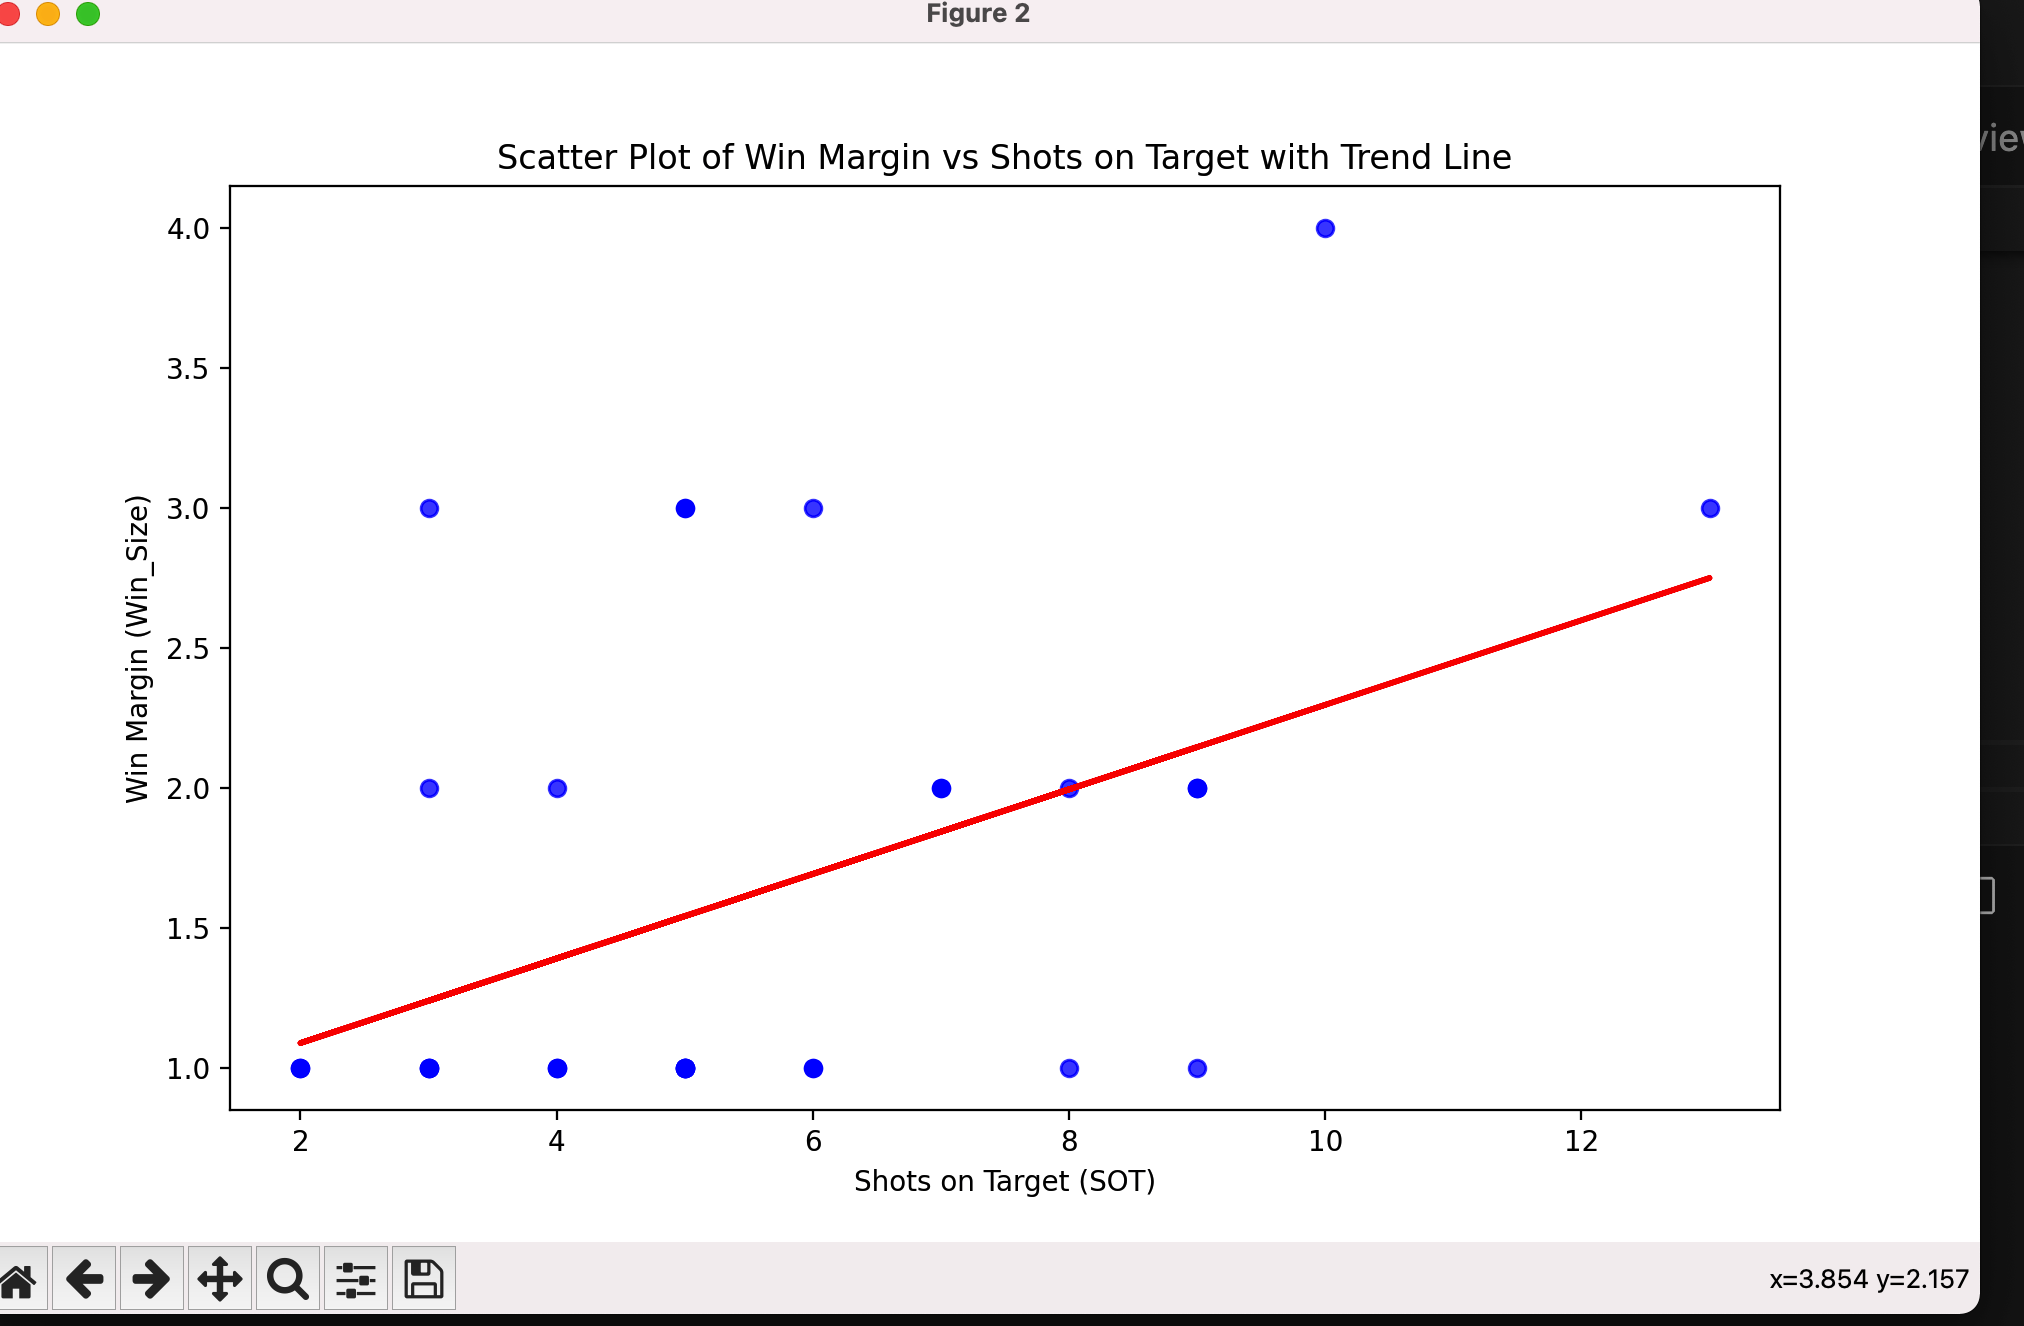 Figure 2
Scatter Plot of Win Margin vs Shots on Target with Trend Line
4.0
3.5
3.0
2.5
2.0
1.5
1.0
Win Margin (Win_Size)
2 4 6 8 10 12
Shots on Target (SOT)
x=3.854 y=2.157